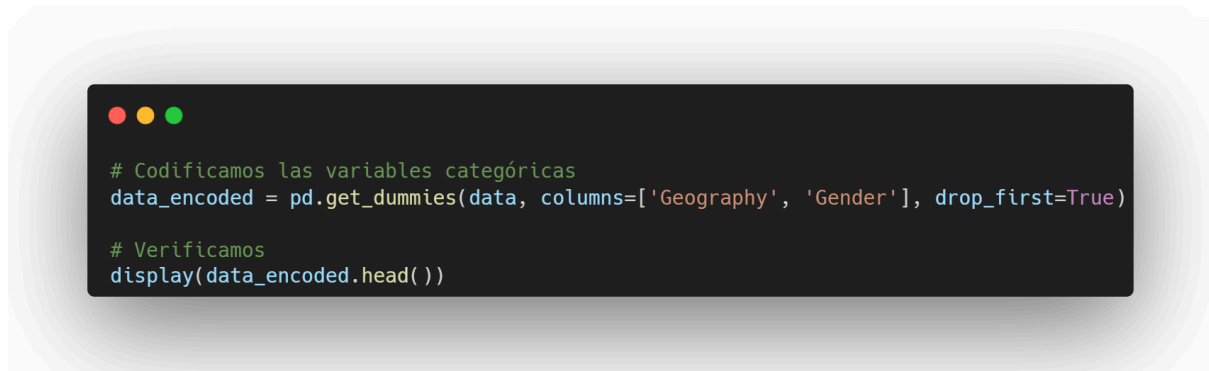 # Codificamos las variables categóricas
data_encoded = pd.get_dummies(data, columns=['Geography', 'Gender'], drop_first=True)
# Verificamos
display(data_encoded.head())